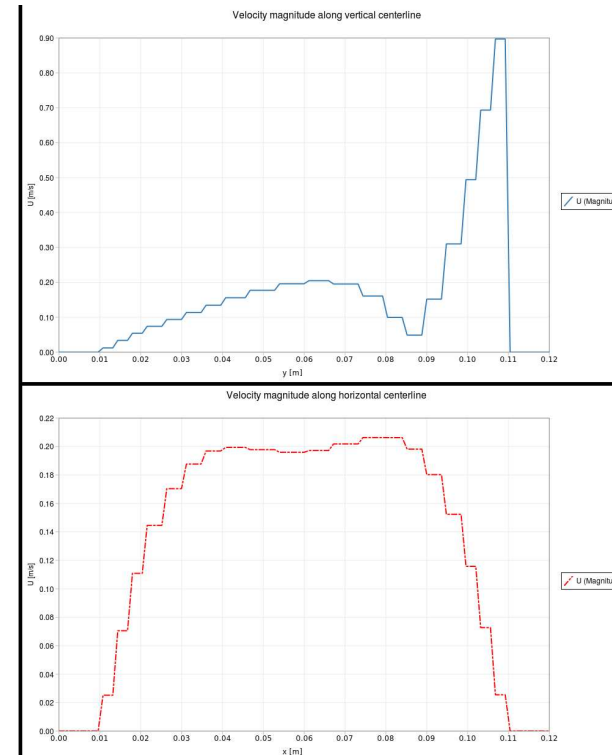 Velocity magnitude along vertical centerline
0.90
0.80
0.70
0.60
0.50
0.40
0.30
0.20
0.10
0.00
U [m/s]
0.00 0.01 0.02 0.03 0.04 0.05 0.06 0.07 0.08 0.09 0.10 0.11 0.12
y [m]
U (Magnitu
Velocity magnitude along horizontal centerline
0.22
0.20
0.18
0.16
0.14
0.12
0.10
0.08
0.06
0.04
0.02
0.00
U [m/s]
0.00 0.01 0.02 0.03 0.04 0.05 0.06 0.07 0.08 0.09 0.10 0.11 0.12
x [m]
U (Magnitu